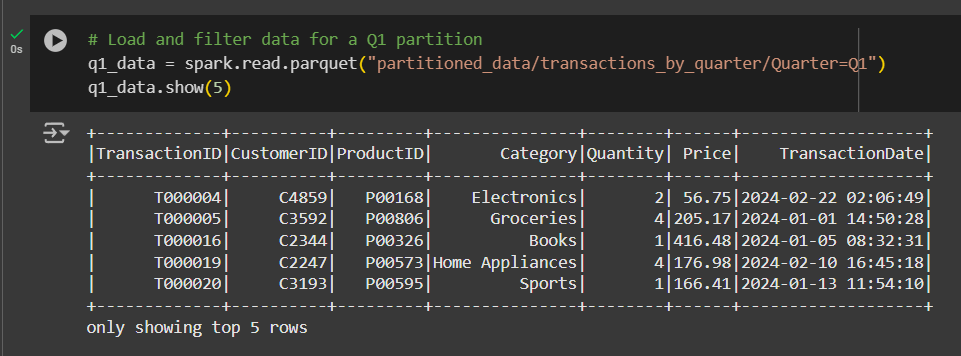 # Load and filter data for a Q1 partition
0s
q1_data = spark.read.parquet("partitioned_data/transactions_by_quarter/Quarter=Q1")
q1_data.show(5)
+-------------+----------+---------+---------------+--------+------+-------------------+
|TransactionID|CustomerID|ProductID|       Category|Quantity| Price|    TransactionDate|
+-------------+----------+---------+---------------+--------+------+-------------------+
|      T000004|     C4859|   P00168|    Electronics|       2| 56.75|2024-02-22 02:06:49|
|      T000005|     C3592|   P00806|      Groceries|       4|205.17|2024-01-01 14:50:28|
|      T000016|     C2344|   P00326|          Books|       1|416.48|2024-01-05 08:32:31|
|      T000019|     C2247|   P00573|Home Appliances|       4|176.98|2024-02-10 16:45:18|
|      T000020|     C3193|   P00595|         Sports|       1|166.41|2024-01-13 11:54:10|
+-------------+----------+---------+---------------+--------+------+-------------------+
only showing top 5 rows